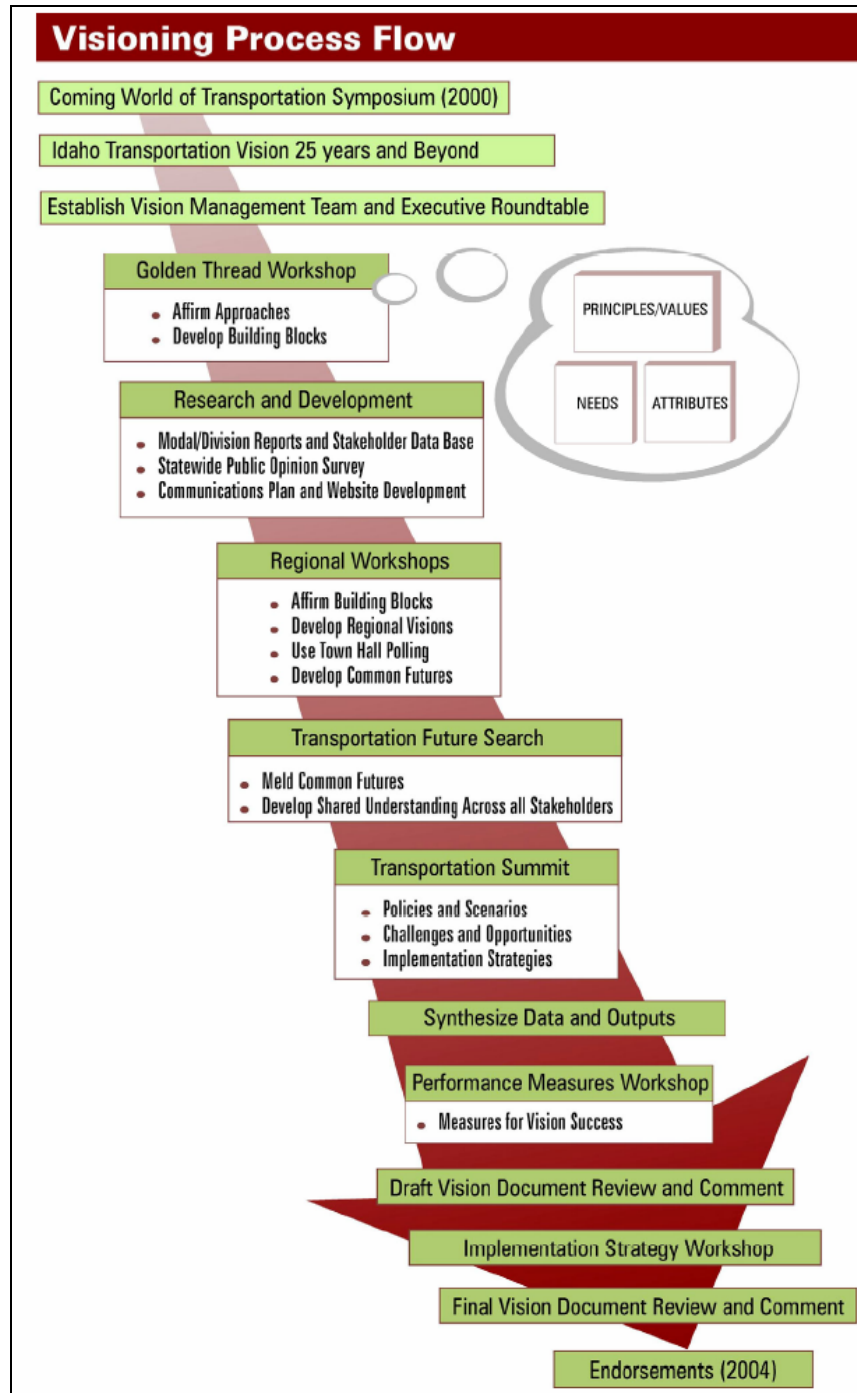 Visioning Process Flow
Coming World of Transportation Symposium (2000)
Idaho Transportation Vision 25 years and Beyond
Establish Vision Management Team and Executive Roundtable
Golden Thread Workshop
• Affirm Approaches
• Develop Building Blocks
PRINCIPLES/VALUES
NEEDS
ATTRIBUTES
Research and Development
• Modal/Division Reports and Stakeholder Data Base
• Statewide Public Opinion Survey
• Communications Plan and Website Development
Regional Workshops
• Affirm Building Blocks
• Develop Regional Visions
• Use Town Hall Polling
• Develop Common Futures
Transportation Future Search
• Meld Common Futures
• Develop Shared Understanding Across all Stakeholders
Transportation Summit
• Policies and Scenarios
• Challenges and Opportunities
• Implementation Strategies
Synthesize Data and Outputs
Performance Measures Workshop
• Measures for Vision Success
Draft Vision Document Review and Comment
Implementation Strategy Workshop
Final Vision Document Review and Comment
Endorsements (2004)